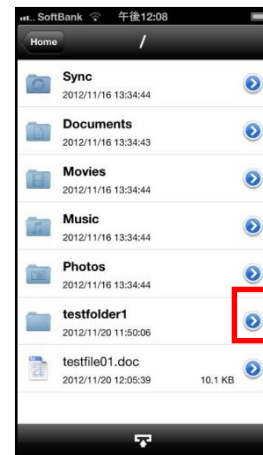 SoftBank 午後12:08
Home /
Sync
2012/11/16 13:34:44
Documents
2012/11/16 13:34:43
Movies
2012/11/16 13:34:44
Music
2012/11/16 13:34:44
Photos
2012/11/16 13:34:44
testfolder1
2012/11/20 11:50:06
testfile01.doc
2012/11/20 12:05:39 10.1 KB